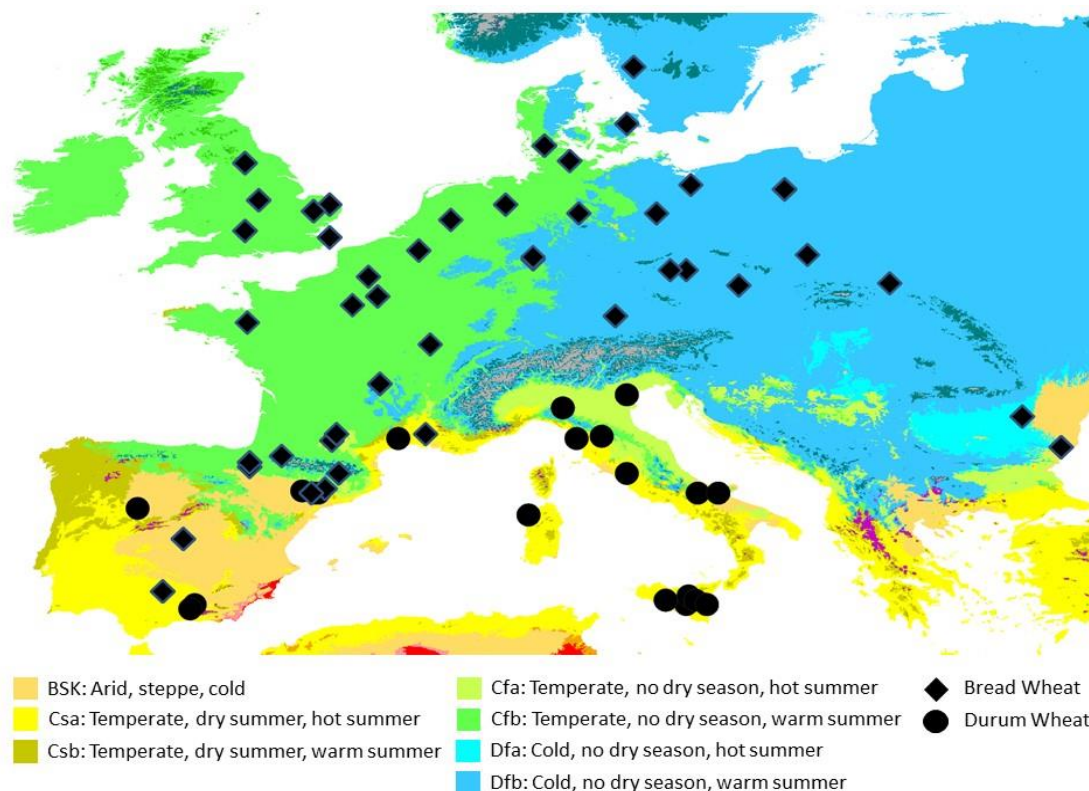 BSK: Arid, steppe, cold
Csa: Temperate, dry summer, hot summer
Csb: Temperate, dry summer, warm summer
Cfa: Temperate, no dry season, hot summer
Cfb: Temperate, no dry season, warm summer
Dfa: Cold, no dry season, hot summer
Dfb: Cold, no dry season, warm summer
Bread Wheat
Durum Wheat